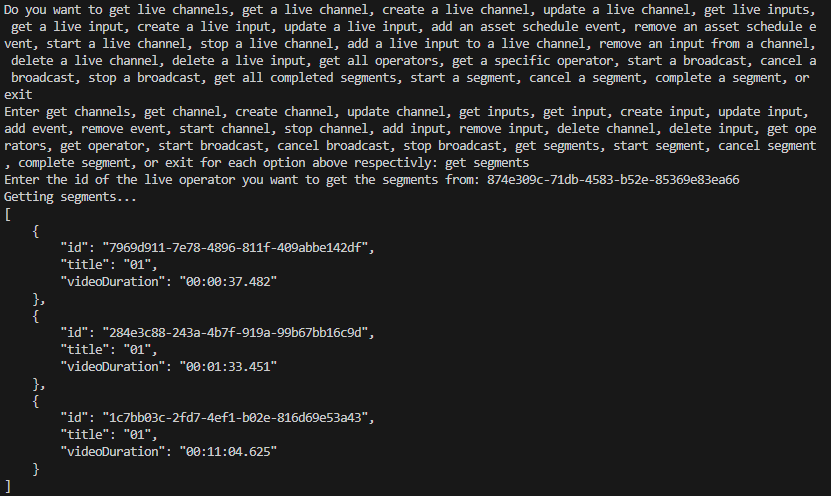 Do you want to get live channels, get a live channel, create a live channel, update a live channel, get live inputs,
 get a live input, create a live input, update a live input, add an asset schedule event, remove an asset schedule e
vent, start a live channel, stop a live channel, add a live input to a live channel, remove an input from a channel,
 delete a live channel, delete a live input, get all operators, get a specific operator, start a broadcast, cancel a
 broadcast, stop a broadcast, get all completed segments, start a segment, cancel a segment, complete a segment, or
exit
Enter get channels, get channel, create channel, update channel, get inputs, get input, create input, update input,
add event, remove event, start channel, stop channel, add input, remove input, delete channel, delete input, get ope
rators, get operator, start broadcast, cancel broadcast, stop broadcast, get segments, start segment, cancel segment
, complete segment, or exit for each option above respectivly: get segments
Enter the id of the live operator you want to get the segments from: 874e309c-71db-4583-b52e-85369e83ea66
Getting segments...
[
    {
        "id": "7969d911-7e78-4896-811f-409abbe142df",
        "title": "01",
        "videoDuration": "00:00:37.482"
    },
    {
        "id": "284e3c88-243a-4b7f-919a-99b67bb16c9d",
        "title": "01",
        "videoDuration": "00:01:33.451"
    },
    {
        "id": "1c7bb03c-2fd7-4ef1-b02e-816d69e53a43",
        "title": "01",
        "videoDuration": "00:11:04.625"
    }
]